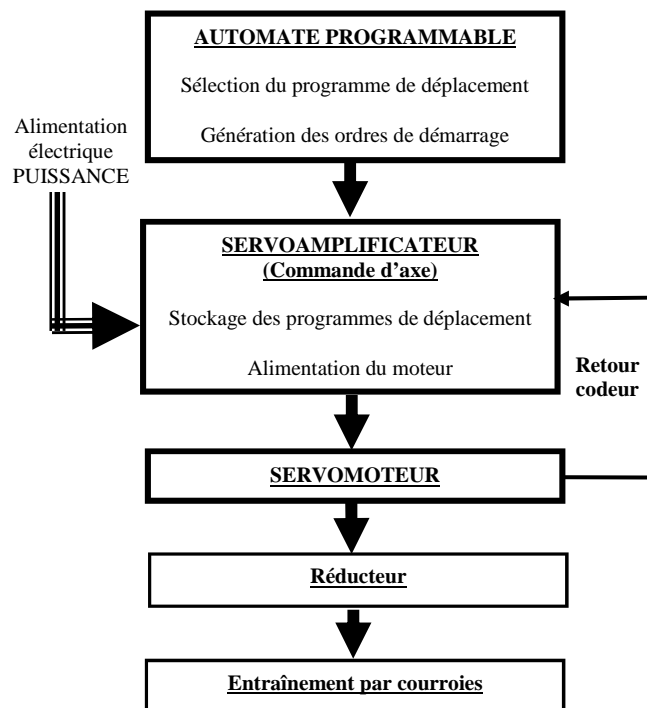 AUTOMATE PROGRAMMABLE
Sélection du programme de déplacement
Génération des ordres de démarrage
Alimentation
électrique
PUISSANCE
SERVOAMPLIFICATEUR
(Commande d'axe)
Stockage des programmes de déplacement
Alimentation du moteur
Retour
codeur
SERVOMOTEUR
Réducteur
Entraînement par courroies